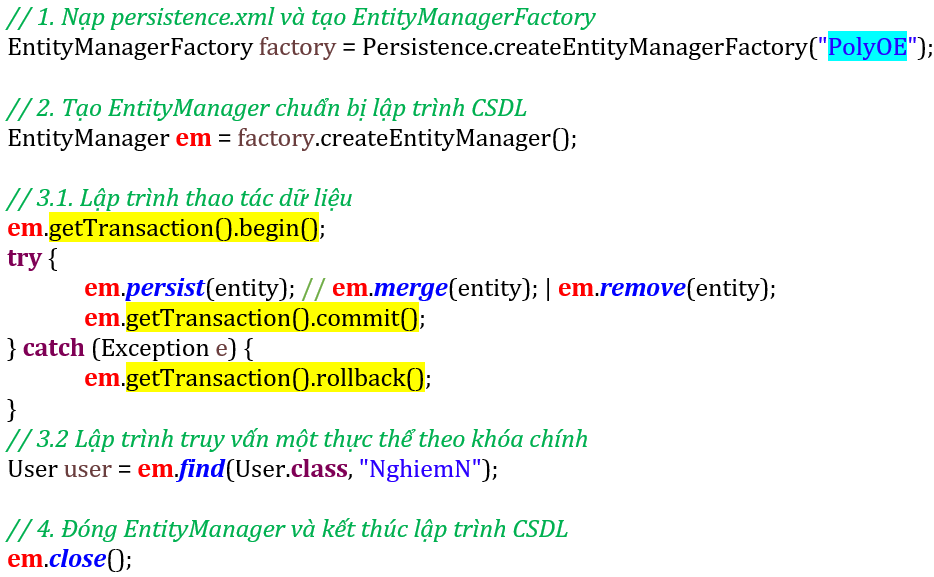 // 1. Nạp persistence.xml và tạo EntityManagerFactory
EntityManagerFactory factory = Persistence.createEntityManagerFactory("PolyOE");
// 2. Tạo EntityManager chuẩn bị lập trình CSDL
EntityManager em = factory.createEntityManager();
// 3.1. Lập trình thao tác dữ liệu
em.getTransaction().begin();
try {
em.persist(entity); // em.merge(entity); | em.remove(entity);
em.getTransaction().commit();
} catch (Exception e) {
em.getTransaction().rollback();
}
// 3.2 Lập trình truy vấn một thực thể theo khóa chính
User user = em.find(User.class, "NghiemN");
// 4. Đóng EntityManager và kết thúc lập trình CSDL
em.close();